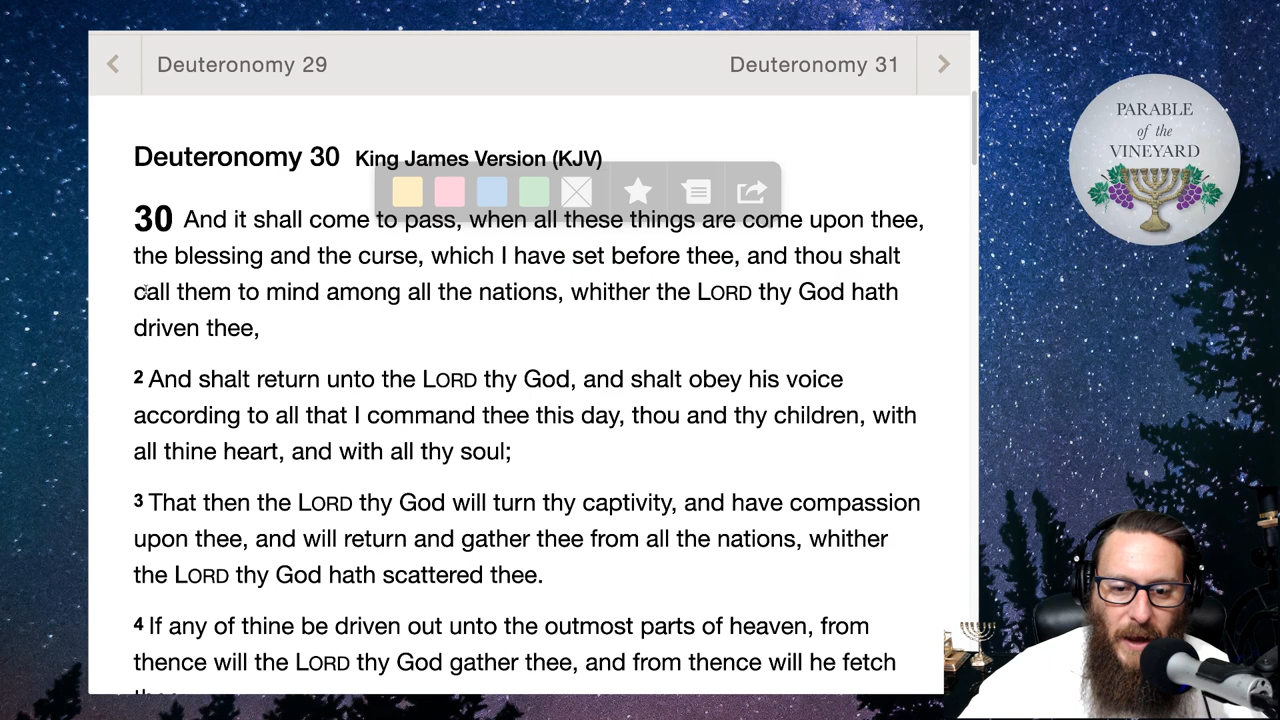 Deuteronomy 29
Deuteronomy 31
PARABLE
of the
VINEYARD
Deuteronomy 30 King James Version (KJV)
30 And it shall come to pass, when all these things are come upon thee,
the blessing and the curse, which I have set before thee, and thou shalt
call them to mind among all the nations, whither the LORD thy God hath
driven thee,
2 And shalt return unto the LORD thy God, and shalt obey his voice
according to all that I command thee this day, thou and thy children, with
all thine heart, and with all thy soul;
3 That then the LORD thy God will turn thy captivity, and have compassion
upon thee, and will return and gather thee from all the nations, whither
the LORD thy God hath scattered thee.
4 If any of thine be driven out unto the outmost parts of heaven, from
thence will the LORD thy God gather thee, and from thence will he fetch